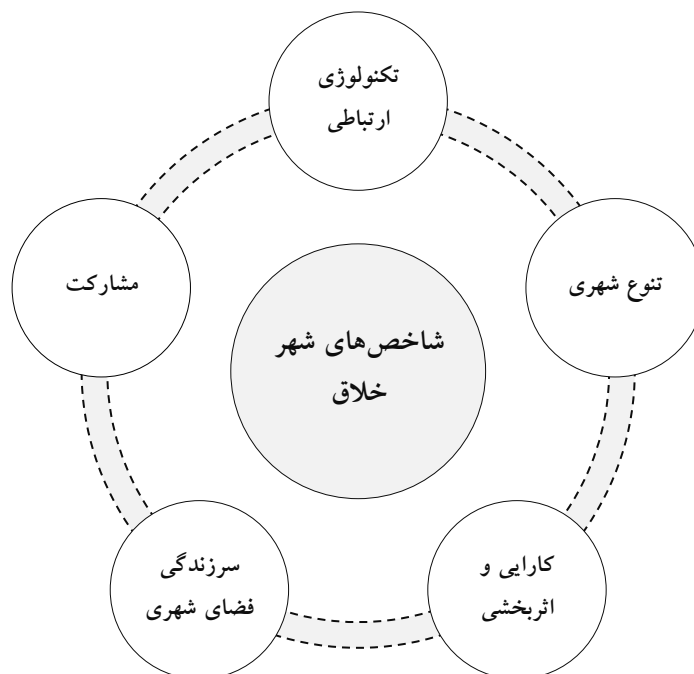 تکنولوژی
ارتباطی
تنوع شهری
مشارکت
شاخص‌های شهر
خلاق
کارایی و
اثربخشی
سرزندگی
فضای شهری